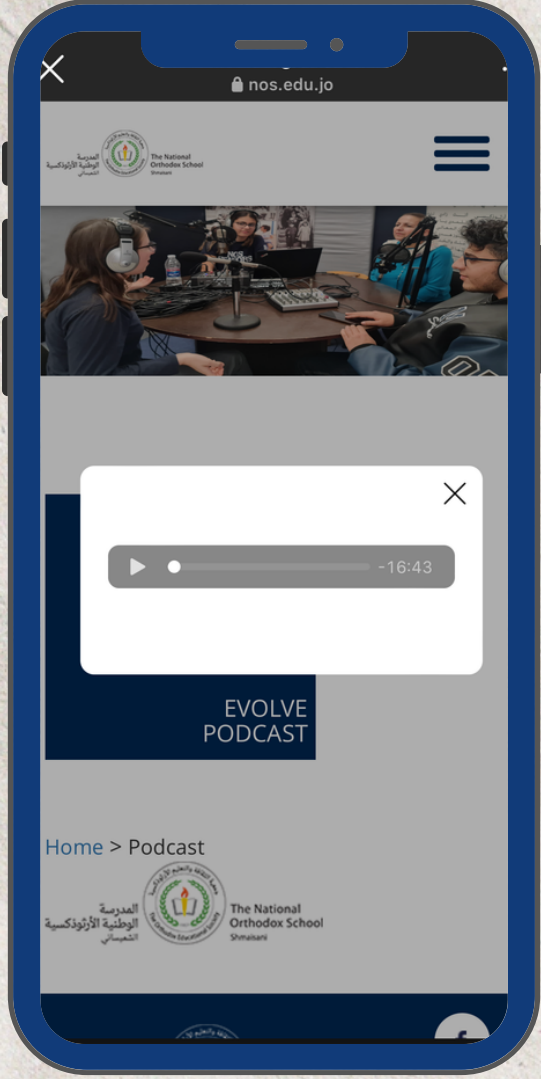 nos.edu.jo
المدرسة
الوطنية الأرثوذكسية
الشميساني
The National
Orthodox School
Shmaisani
-16:43
EVOLVE
PODCAST
Home > Podcast
المدرسة
الوطنية الأرثوذكسية
الشميساني
The National
Orthodox School
Shmaisani